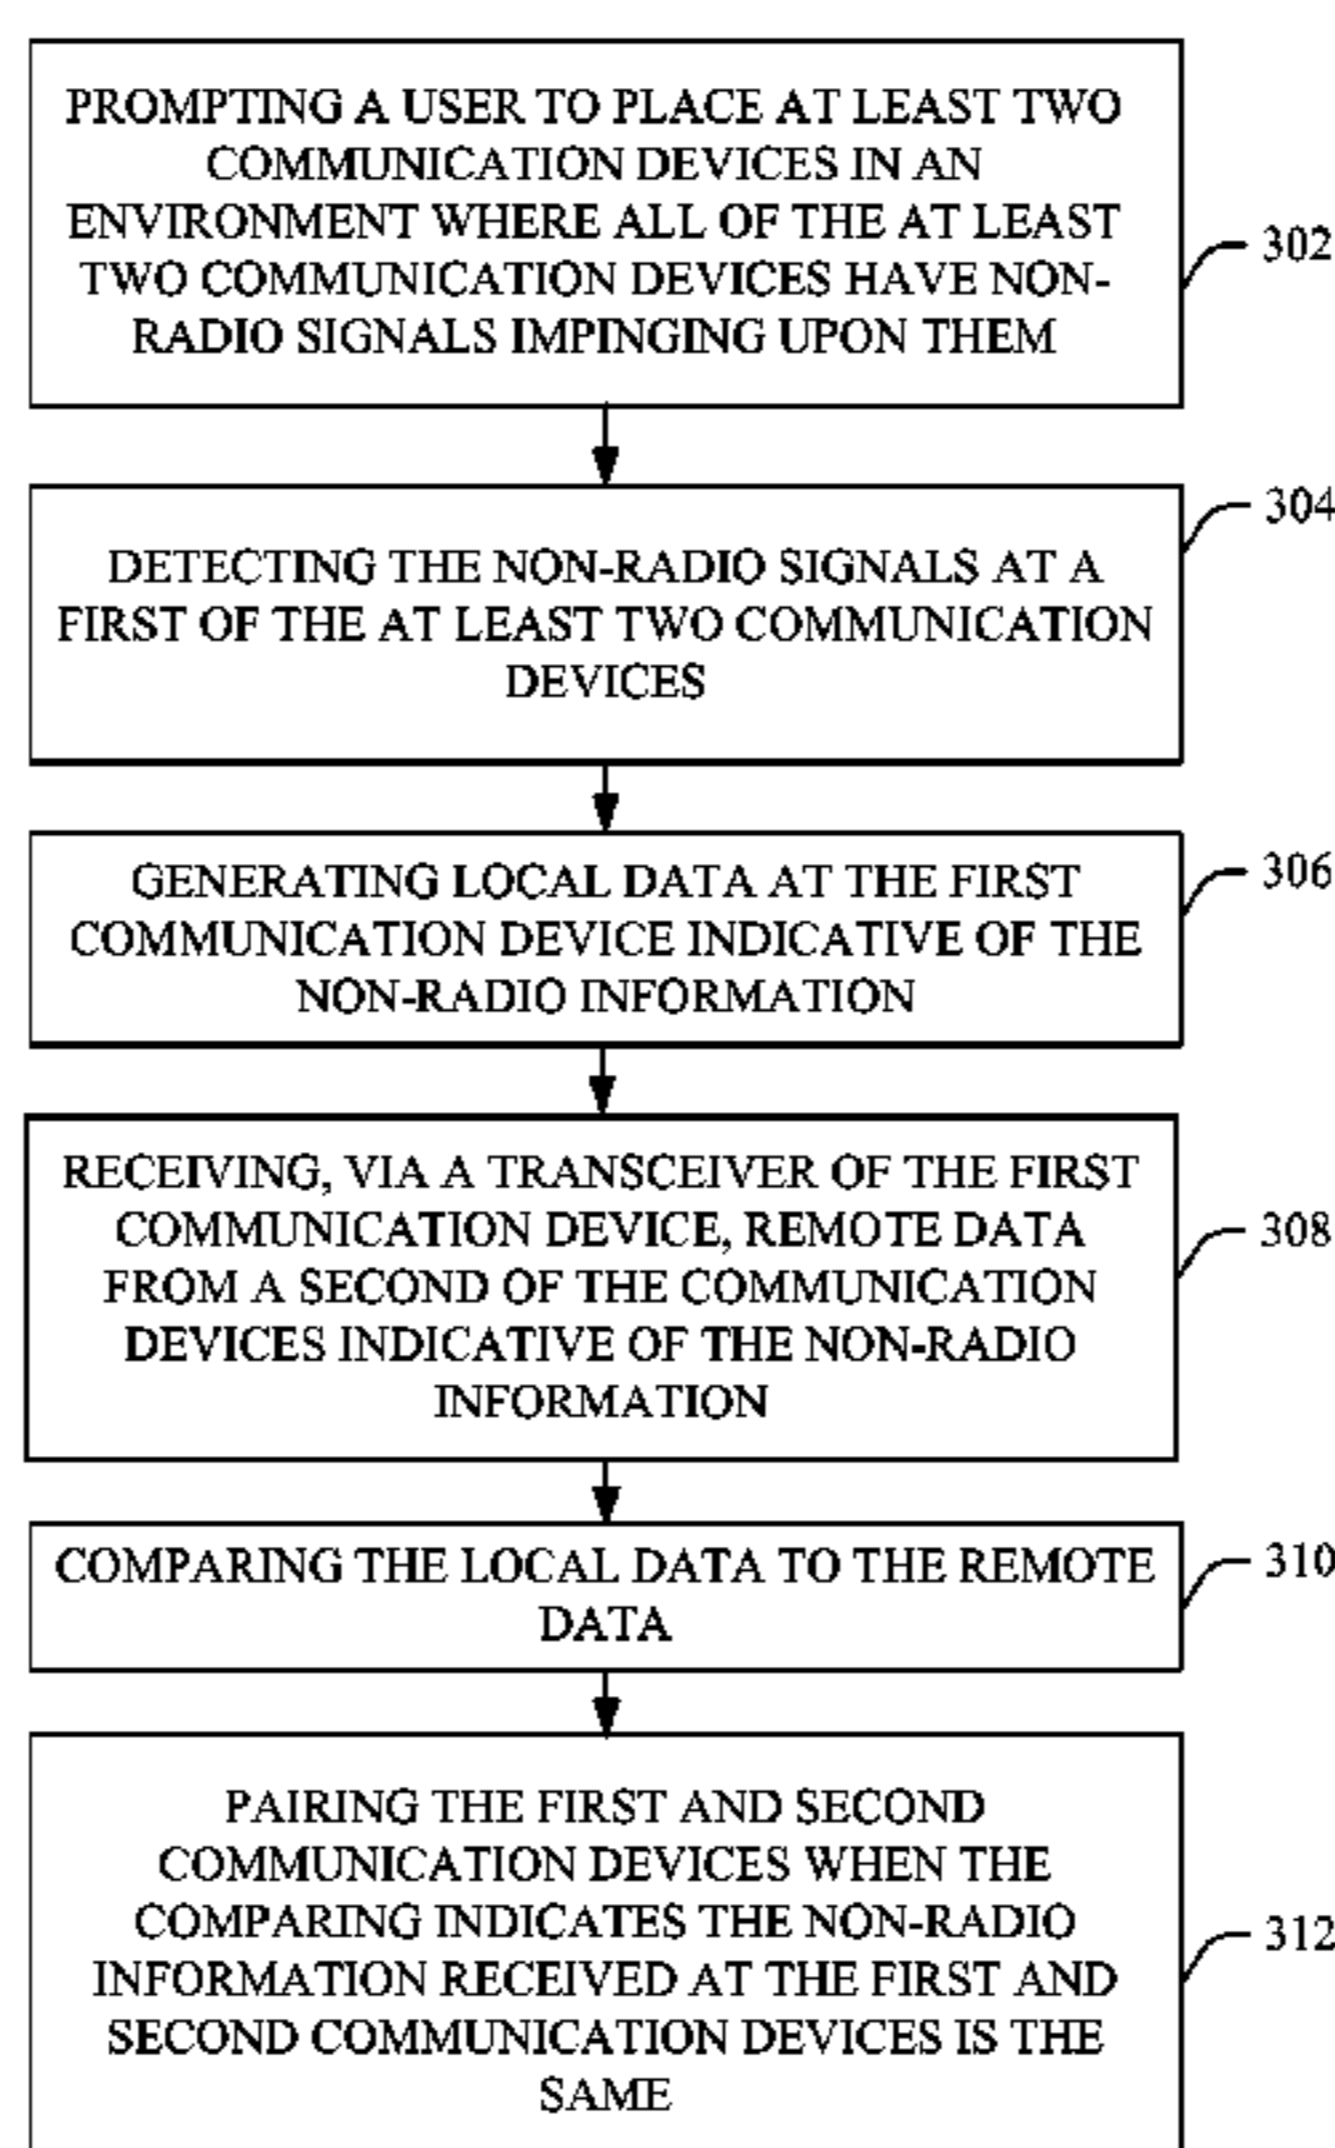 PROMPTING A USER TO PLACE AT LEAST TWO
COMMUNICATION DEVICES IN AN
ENVIRONMENT WHERE ALL OF THE AT LEAST
TWO COMMUNICATION DEVICES HAVE NON-
RADIO SIGNALS IMPINGING UPON THEM
302
DETECTING THE NON-RADIO SIGNALS AT A
FIRST OF THE AT LEAST TWO COMMUNICATION
DEVICES
304
GENERATING LOCAL DATA AT THE FIRST
COMMUNICATION DEVICE INDICATIVE OF THE
NON-RADIO INFORMATION
306
RECEIVING, VIA A TRANSCEIVER OF THE FIRST
COMMUNICATION DEVICE, REMOTE DATA
FROM A SECOND OF THE COMMUNICATION
DEVICES INDICATIVE OF THE NON-RADIO
INFORMATION
308
COMPARING THE LOCAL DATA TO THE REMOTE
DATA
310
PAIRING THE FIRST AND SECOND
COMMUNICATION DEVICES WHEN THE
COMPARING INDICATES THE NON-RADIO
INFORMATION RECEIVED AT THE FIRST AND
SECOND COMMUNICATION DEVICES IS THE
SAME
312